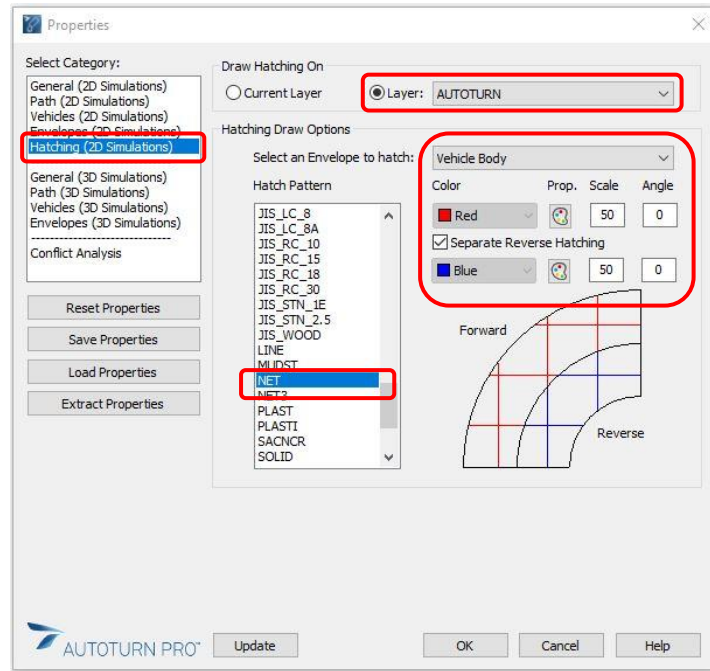 Properties
Select Category:
General (2D Simulations)
Path (2D Simulations)
Vehicles (2D Simulations)
Envelopes (2D Simulations)
Hatching (2D Simulations)
General (3D Simulations)
Path (3D Simulations)
Vehicles (3D Simulations)
Envelopes (3D Simulations)
------------------------------
Conflict Analysis
Reset Properties
Save Properties
Load Properties
Extract Properties
Draw Hatching On
Current Layer
Layer: AUTOTURN
Hatching Draw Options
Select an Envelope to hatch: Vehicle Body
Hatch Pattern
JIS_LC_8
JIS_LC_8A
JIS_RC_10
JIS_RC_15
JIS_RC_18
JIS_RC_30
JIS_STN_1E
JIS_STN_2.5
JIS_WOOD
LINE
MUDST
NET
NET3
PLAST
PLASTI
SACNCR
SOLID
Color Prop. Scale Angle
Red 50 0
Separate Reverse Hatching
Blue 50 0
Forward
Reverse
AUTOTURN PRO™
Update
OK
Cancel
Help